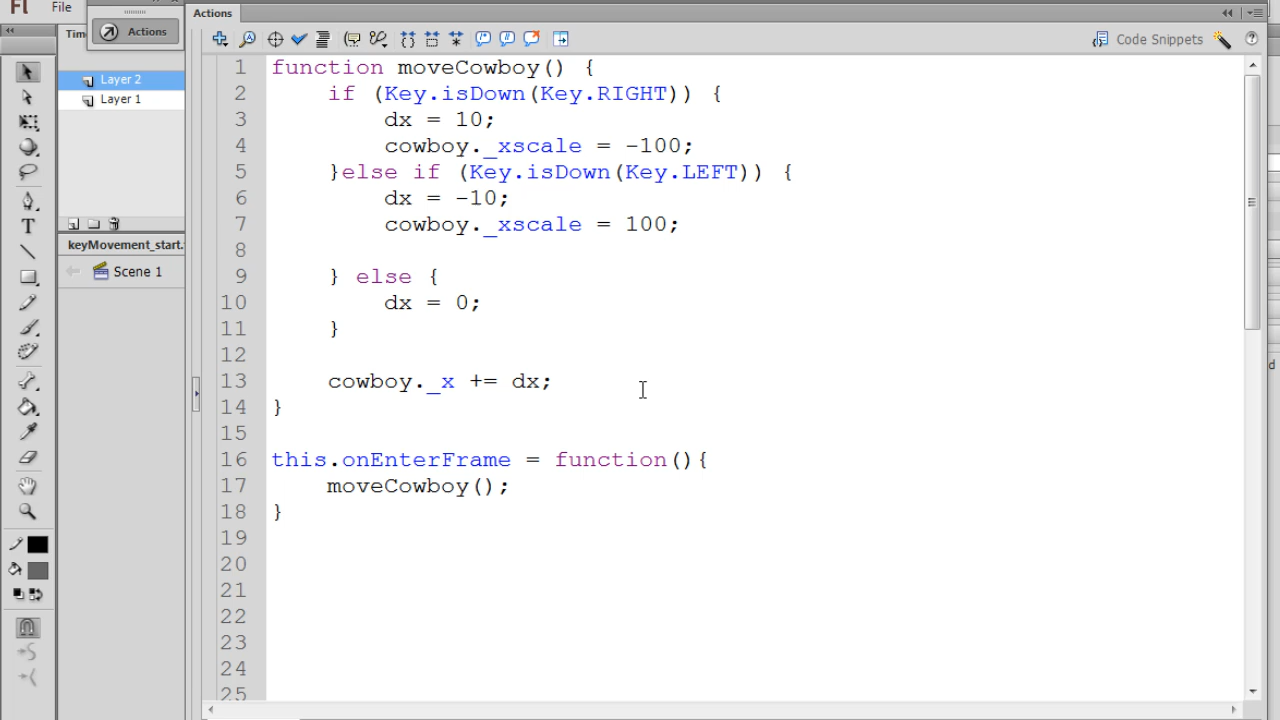 Fl File
Actions
Time
Actions
Code Snippets
Layer 2
Layer 1
keyMovement_start.
Scene 1
1 function moveCowboy() {
2 if (Key.isDown(Key.RIGHT)) {
3 dx = 10;
4 cowboy._xscale = -100;
5 }else if (Key.isDown(Key.LEFT)) {
6 dx = -10;
7 cowboy._xscale = 100;
8
9 } else {
10 dx = 0;
11 }
12
13 cowboy._x += dx;
14 }
15
16 this.onEnterFrame = function(){
17 moveCowboy();
18 }
19
20
21
22
23
24
25